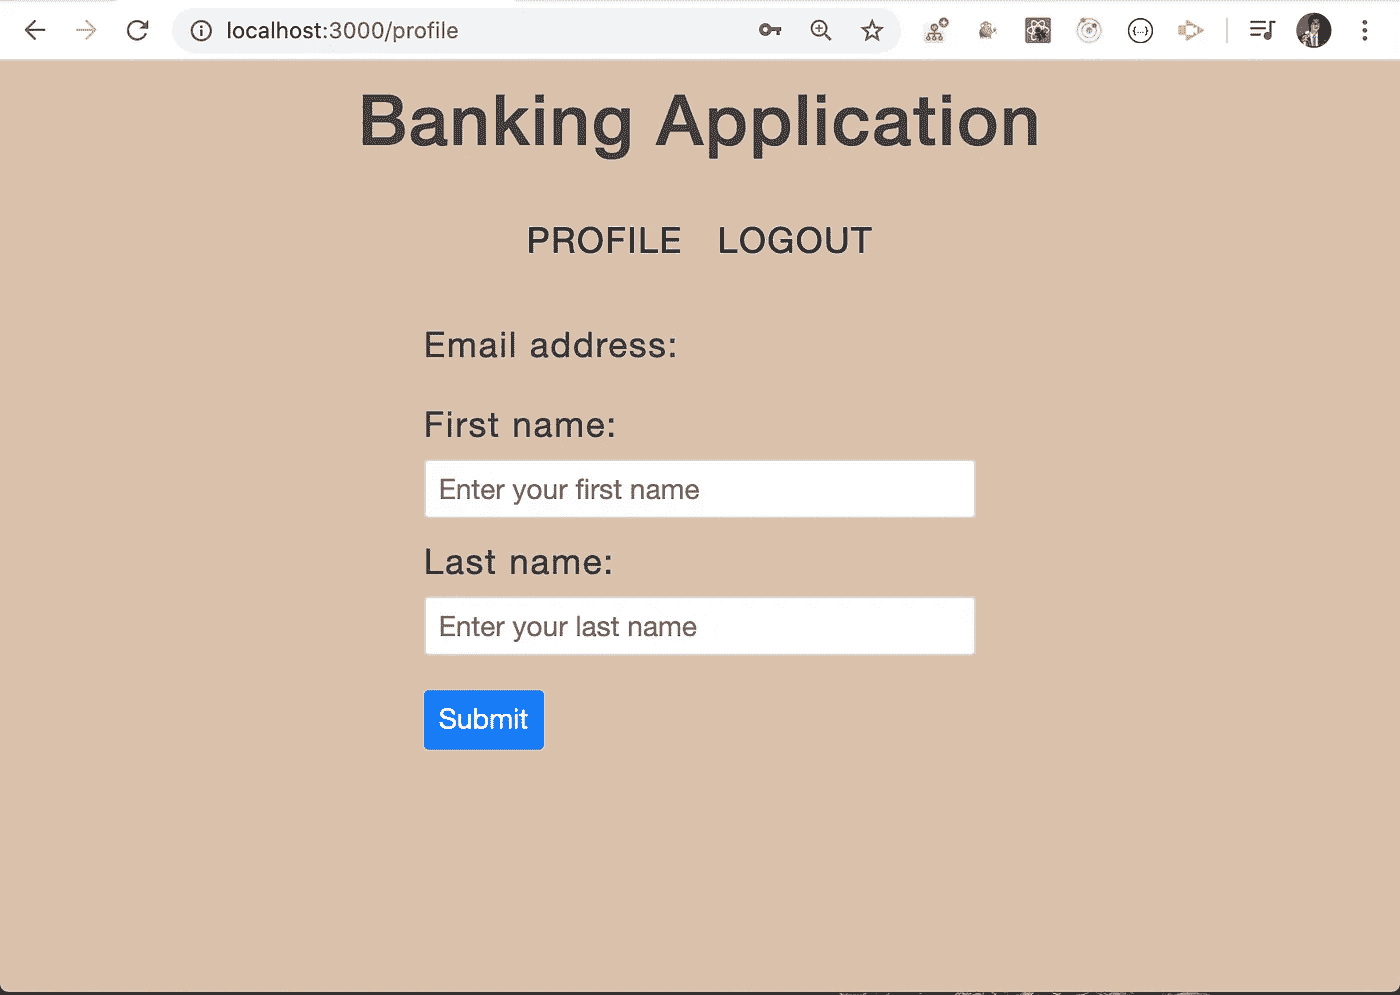 localhost:3000/profile
Banking Application
PROFILE LOGOUT
Email address:
First name:
Enter your first name
Last name:
Enter your last name
Submit